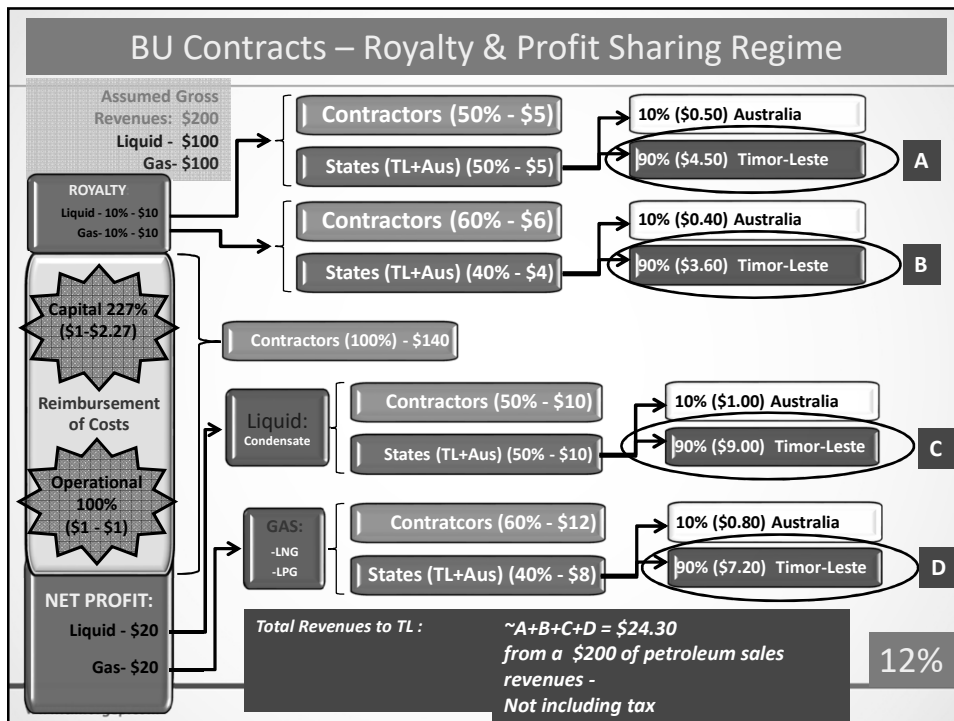 BU Contracts – Royalty & Profit Sharing Regime
Assumed Gross
Revenues: $200
Liquid - $100
Gas- $100
ROYALTY
Liquid - 10% - $10
Gas- 10% - $10
Contractors (50% - $5)
States (TL+Aus) (50% - $5)
10% ($0.50) Australia
90% ($4.50) Timor-Leste
A
Contractors (60% - $6)
States (TL+Aus) (40% - $4)
10% ($0.40) Australia
90% ($3.60) Timor-Leste
B
Capital 227%
($1-$2.27)
Reimbursement
of Costs
Operational
100%
($1 - $1)
Contractors (100%) - $140
Liquid:
Condensate
Contractors (50% - $10)
States (TL+Aus) (50% - $10)
10% ($1.00) Australia
90% ($9.00) Timor-Leste
C
GAS:
-LNG
-LPG
Contratcors (60% - $12)
States (TL+Aus) (40% - $8)
10% ($0.80) Australia
90% ($7.20) Timor-Leste
D
NET PROFIT:
Liquid - $20
Gas- $20
Total Revenues to TL :
~A+B+C+D = $24.30
from a $200 of petroleum sales
revenues -
Not including tax
12%